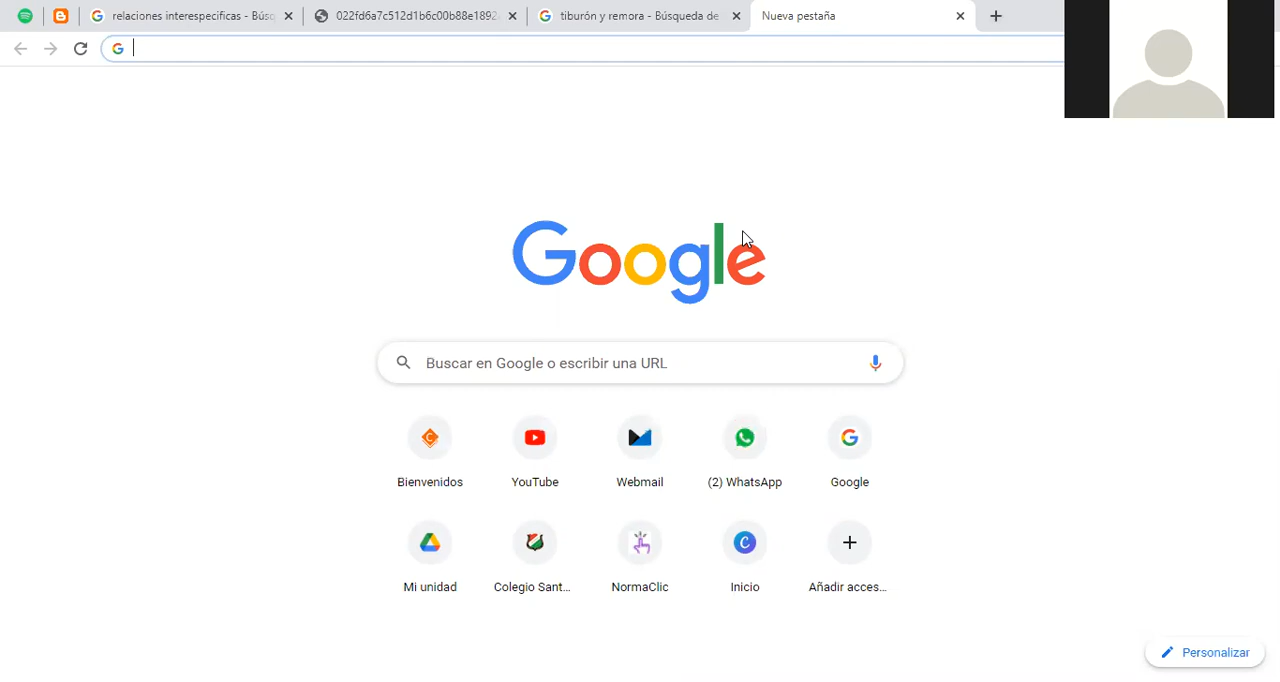 relaciones interespecificas - Búsq
022fd6a7c512d1b6c00b88e1892
tiburón y remora - Búsqueda de
Nueva pestaña
Google
Buscar en Google o escribir una URL
Bienvenidos
YouTube
Webmail
(2) WhatsApp
Google
Mi unidad
Colegio Sant...
NormaClic
Inicio
Añadir acces...
Personalizar